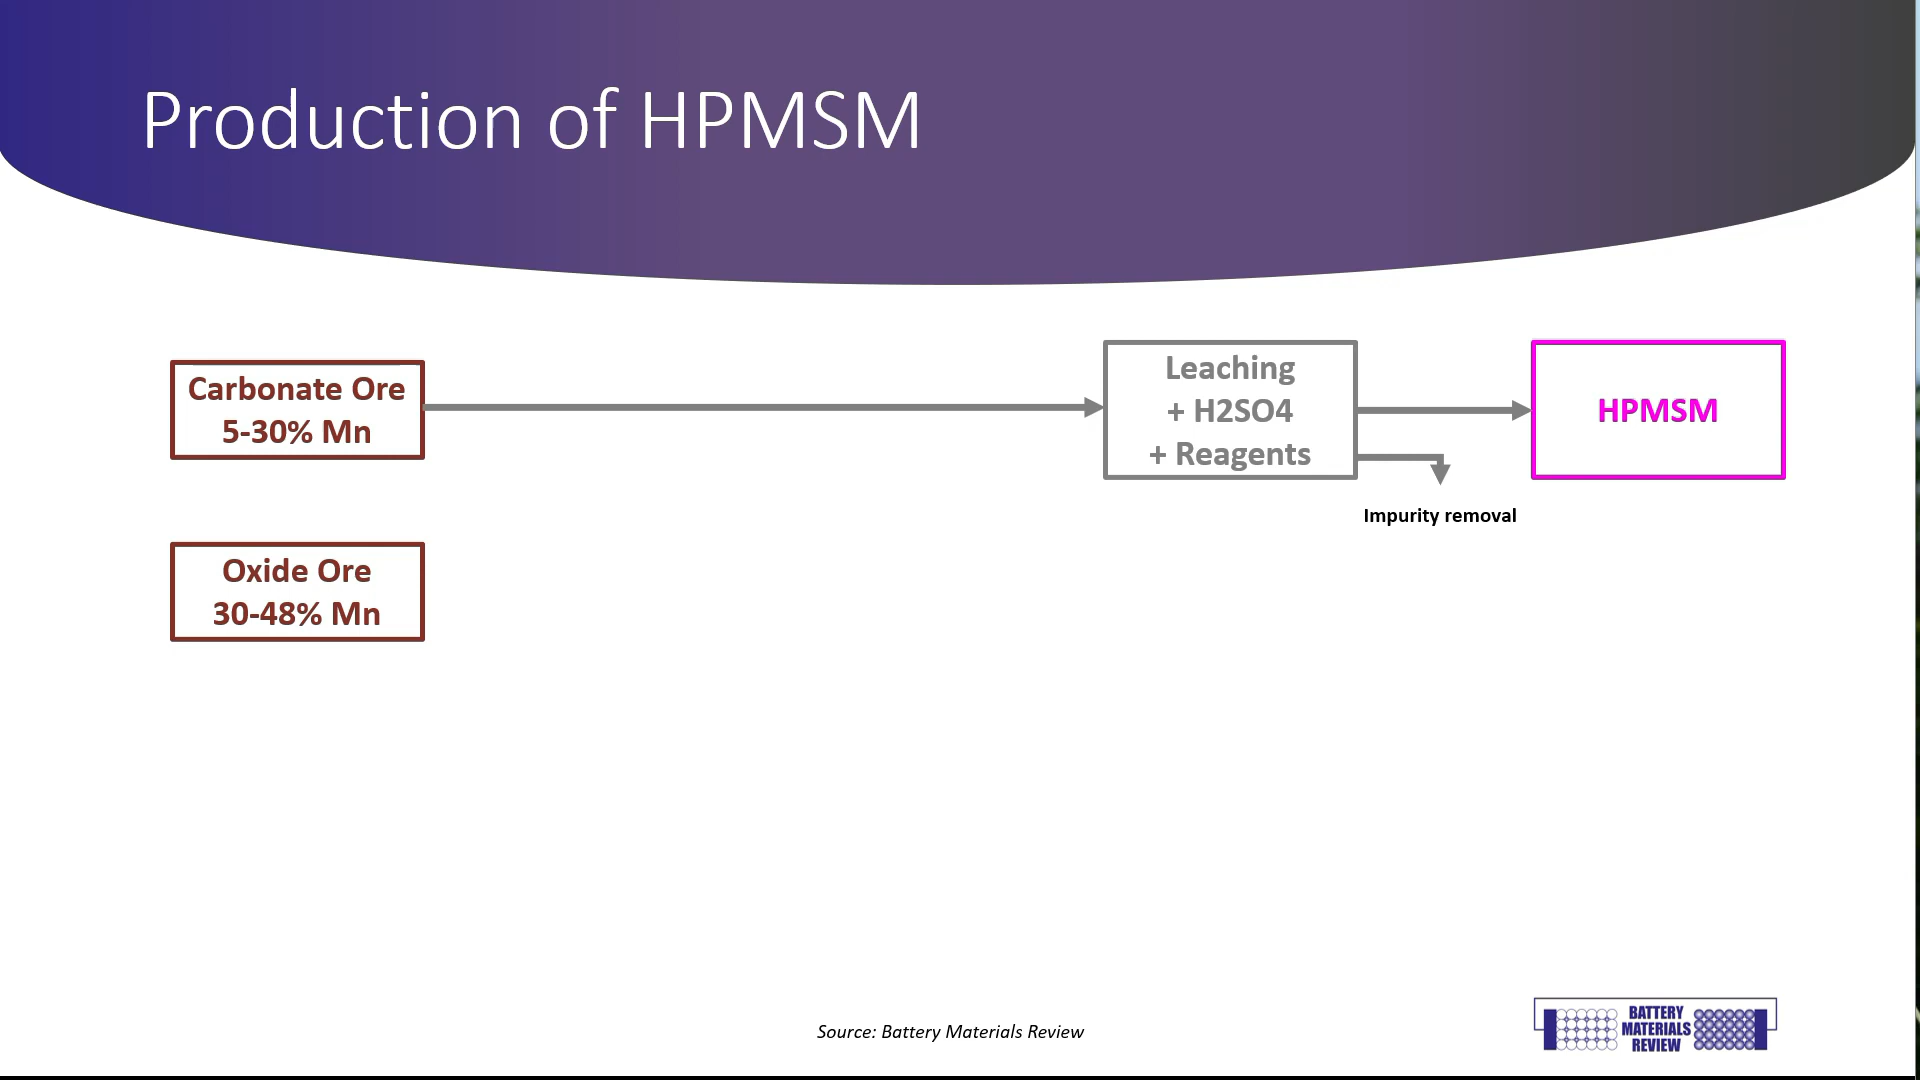 Production of HPMSM
Carbonate Ore
5-30% Mn
Leaching
+ H2SO4
+ Reagents
HPMSM
Impurity removal
Oxide Ore
30-48% Mn
Source: Battery Materials Review
BATTERY
MATERIALS
REVIEW